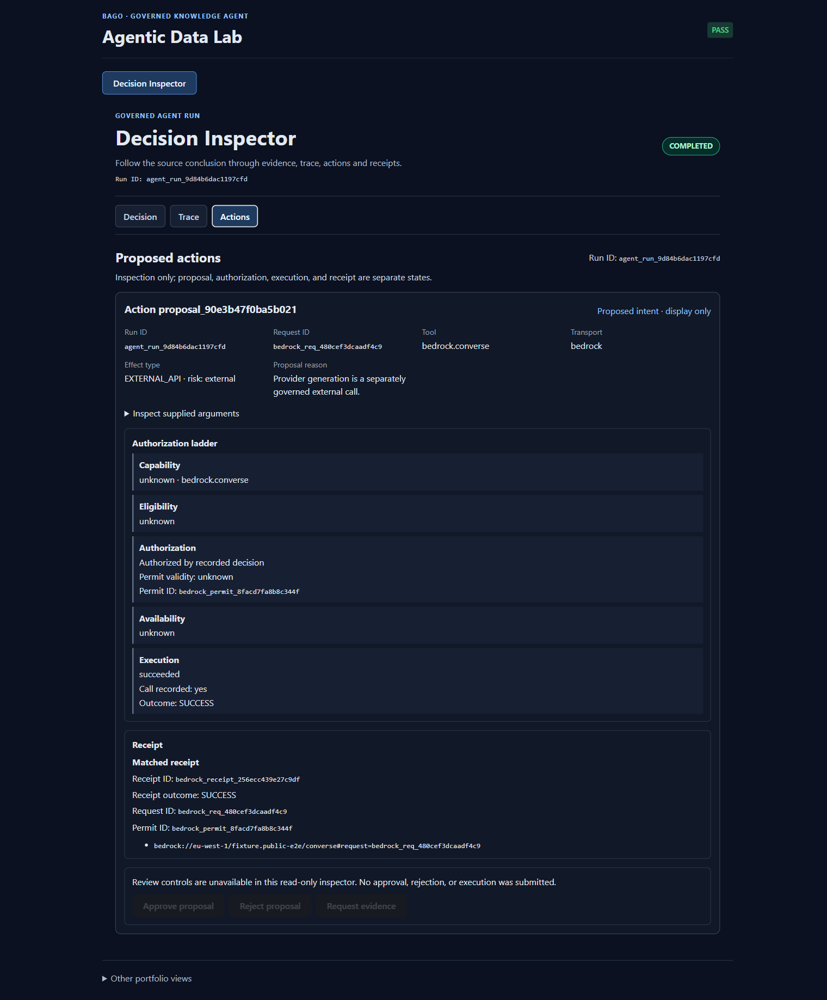 BAGO · GOVERNED KNOWLEDGE AGENT
Agentic Data Lab
PASS
Decision Inspector
GOVERNED AGENT RUN
Decision Inspector
COMPLETED
Follow the source conclusion through evidence, trace, actions and receipts.
Run ID: agent_run_9d84b6dac1197cfd
Decision
Trace
Actions
Proposed actions
Run ID: agent_run_9d84b6dac1197cfd
Inspection only; proposal, authorization, execution, and receipt are separate states.
Action proposal_90e3b47f0ba5b021
Proposed intent · display only
Run ID
agent_run_9d84b6dac1197cfd
Request ID
bedrock_req_480cef3dcaadf4c9
Tool
bedrock.converse
Transport
bedrock
Effect type
EXTERNAL_API · risk: external
Proposal reason
Provider generation is a separately
governed external call.
▶ Inspect supplied arguments
Authorization ladder
Capability
unknown · bedrock.converse
Eligibility
unknown
Authorization
Authorized by recorded decision
Permit validity: unknown
Permit ID: bedrock_permit_8facd7fa8b8c344f
Availability
unknown
Execution
succeeded
Call recorded: yes
Outcome: SUCCESS
Receipt
Matched receipt
Receipt ID: bedrock_receipt_256ecc439e27c9df
Receipt outcome: SUCCESS
Request ID: bedrock_req_480cef3dcaadf4c9
Permit ID: bedrock_permit_8facd7fa8b8c344f
• bedrock://eu-west-1/fixture.public-e2e/converse#request=bedrock_req_480cef3dcaadf4c9
Review controls are unavailable in this read-only inspector. No approval, rejection, or execution was submitted.
Approve proposal
Reject proposal
Request evidence
▶ Other portfolio views